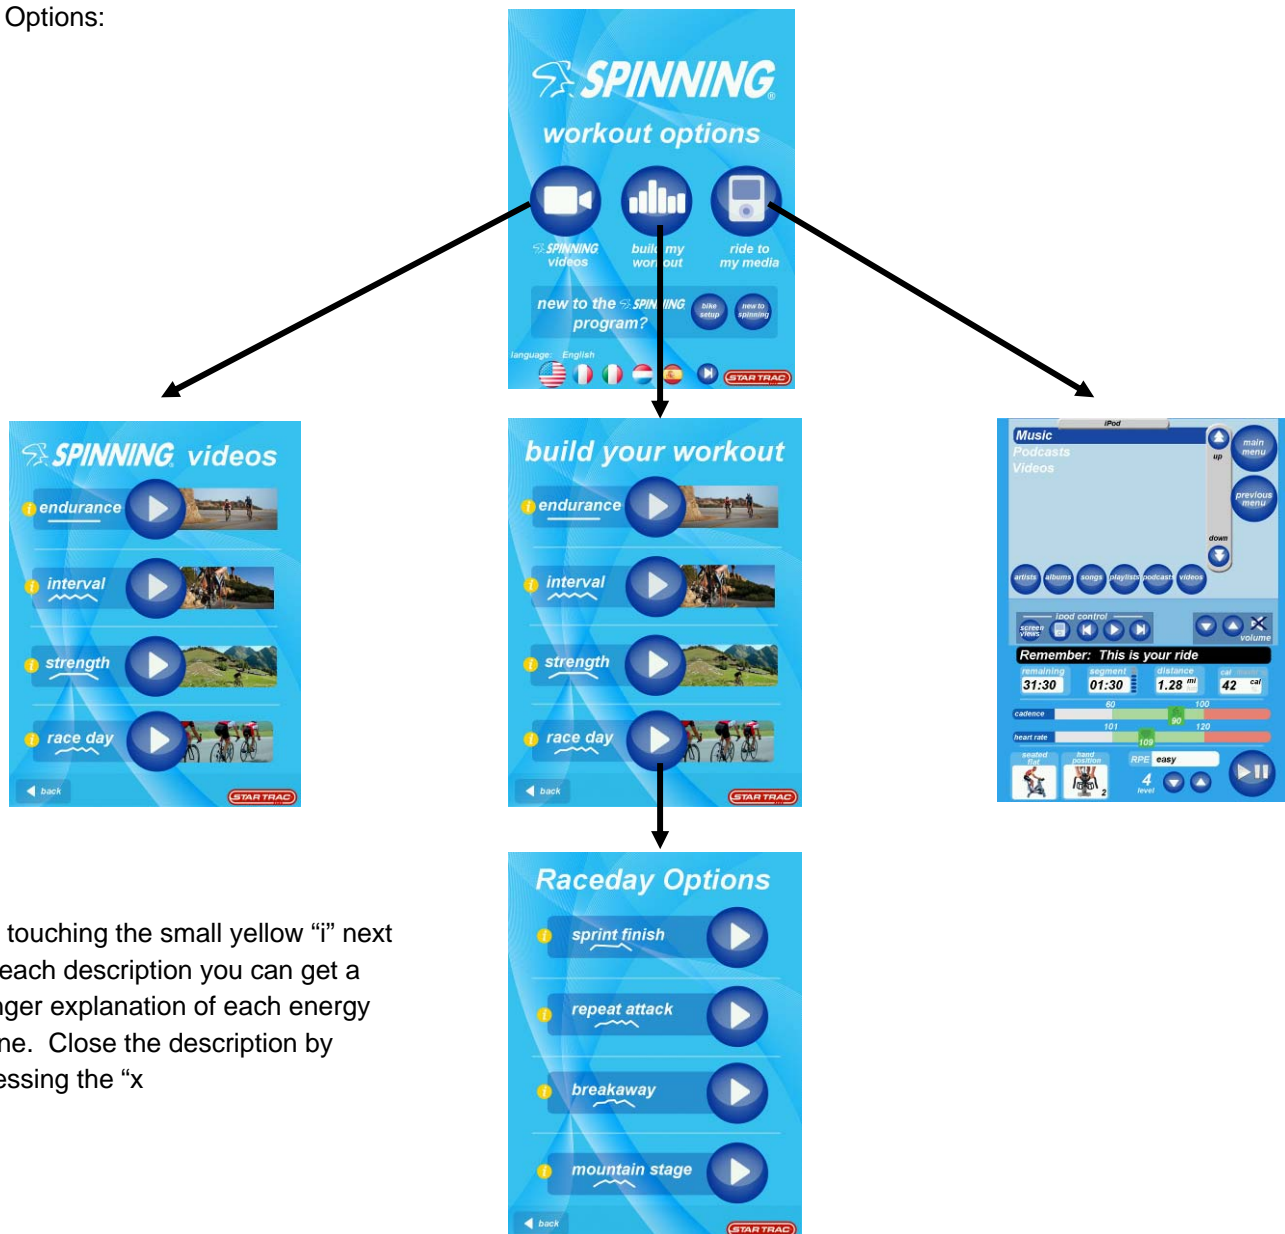 Options:
SPINNING®
workout options
SPINNING videos
build my workout
ride to my media
new to the SPINNING program?
bike setup
new to spinning
language: English
STAR TRAC
SPINNING videos
endurance
interval
strength
race day
back
STAR TRAC
build your workout
endurance
interval
strength
race day
back
STAR TRAC
iPod
Music
Podcasts
Videos
up
down
main menu
previous menu
artists albums songs playlists podcasts videos
ipod control
screen views
volume
Remember: This is your ride
remaining segment distance cal
31:30 01:30 1.28 mi 42 cal
60 100
cadence 90
101 120
heart rate 109
seated flat
hand position
2
RPE easy
4
level
touching the small yellow “i” next
each description you can get a
nger explanation of each energy
ne. Close the description by
essing the “x
Raceday Options
sprint finish
repeat attack
breakaway
mountain stage
back
STAR TRAC